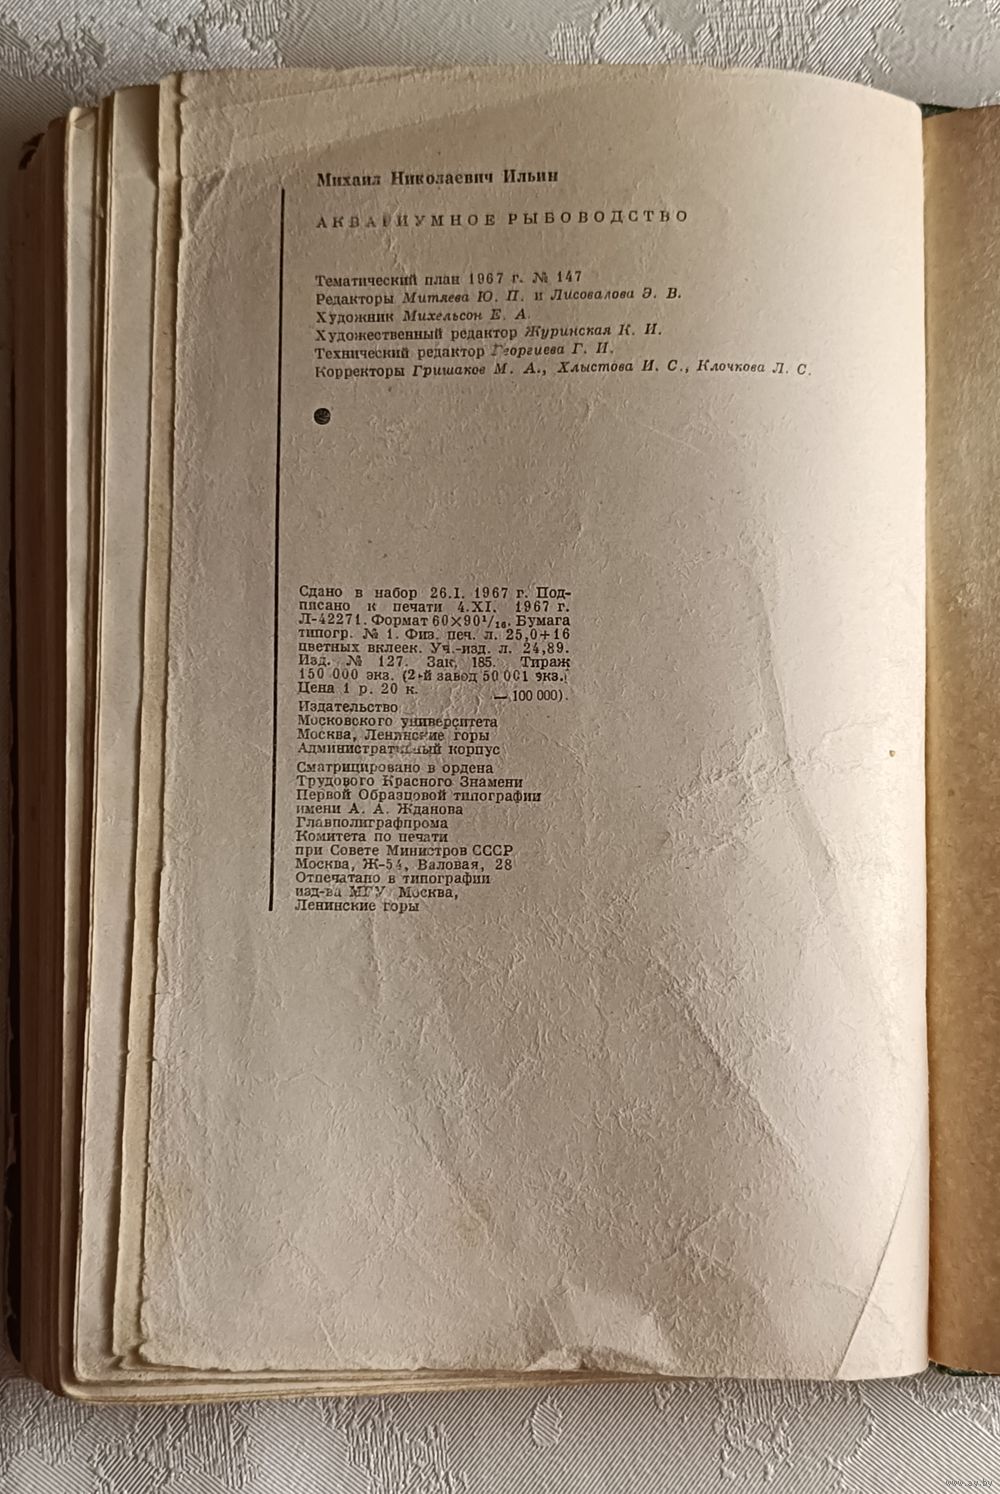 Михаил Николаевич Ильин
АКВАРИУМНОЕ РЫБОВОДСТВО
Тематический план 1967 г. № 147
Редакторы Митяева Ю. П. и Лисовалова Э. В.
Художник Михельсон Е. А.
Художественный редактор Журинская К. И.
Технический редактор Георгиева Г. И.
Корректоры Гришаков М. А., Хлыстова И. С., Клочкова Л. С.
Сдано в набор 26.I. 1967 г. Под-
писано к печати 4.XI. 1967 г.
Л-42271. Формат 60×90¹/₁₆. Бумага
типогр. № 1. Физ. печ. л. 25,0+16
цветных вклеек. Уч.-изд. л. 24,89.
Изд. № 127. Зак. 185. Тираж
150 000 экз. (2-й завод 50 001 экз.
Цена 1 р. 20 к. — 100 000).
Издательство
Московского университета
Москва, Ленинские горы
Административный корпус
Сматрицировано в ордена
Трудового Красного Знамени
Первой Образцовой типографии
имени А. А. Жданова
Главполиграфпрома
Комитета по печати
при Совете Министров СССР
Москва, Ж-54, Валовая, 28
Отпечатано в типографии
изд-ва МГУ Москва,
Ленинские горы
www.av.by